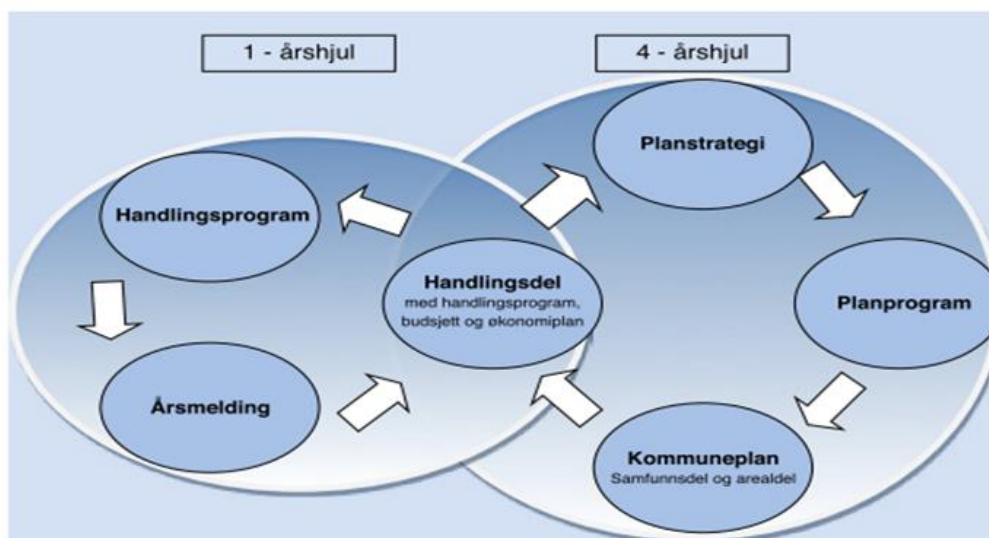 1 - årshjul
4 - årshjul
Planstrategi
Handlingsprogram
Handlingsdel
med handlingsprogram,
budsjett og økonomiplan
Planprogram
Årsmelding
Kommuneplan
Samfunnsdel og arealdel